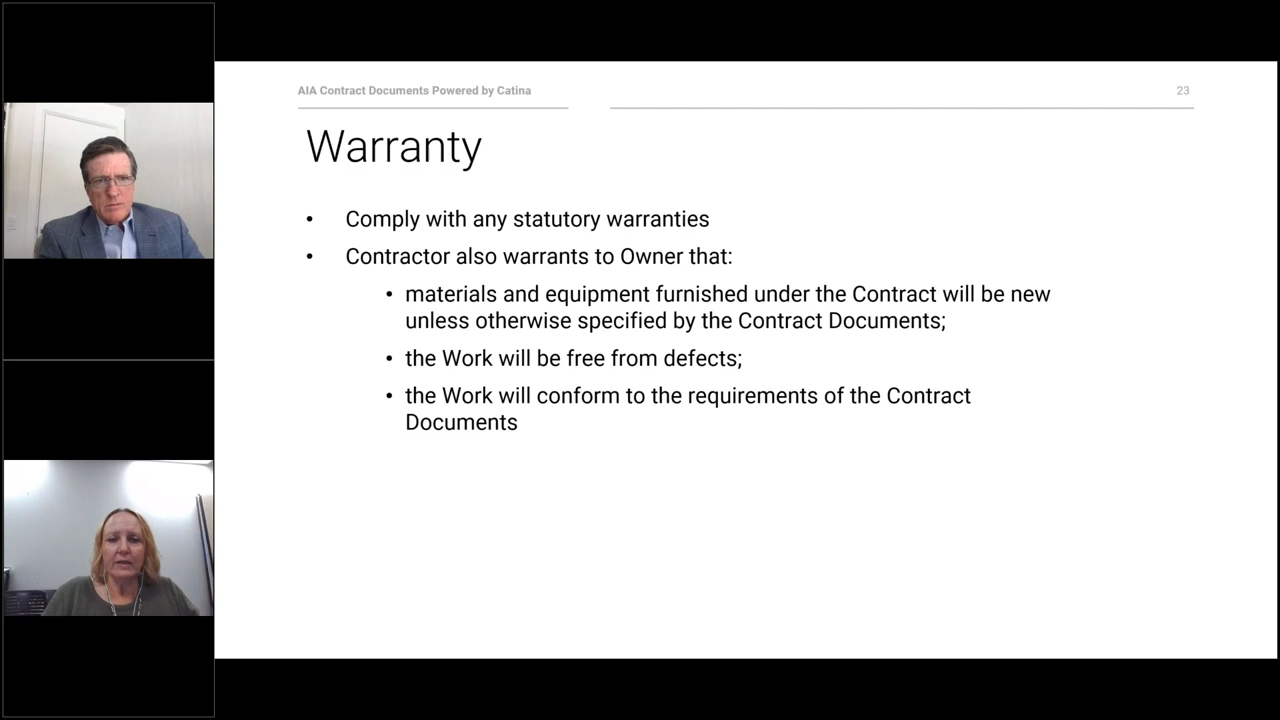 AIA Contract Documents Powered by Catina
23
Warranty
• Comply with any statutory warranties
• Contractor also warrants to Owner that:
• materials and equipment furnished under the Contract will be new
unless otherwise specified by the Contract Documents;
• the Work will be free from defects;
• the Work will conform to the requirements of the Contract
Documents